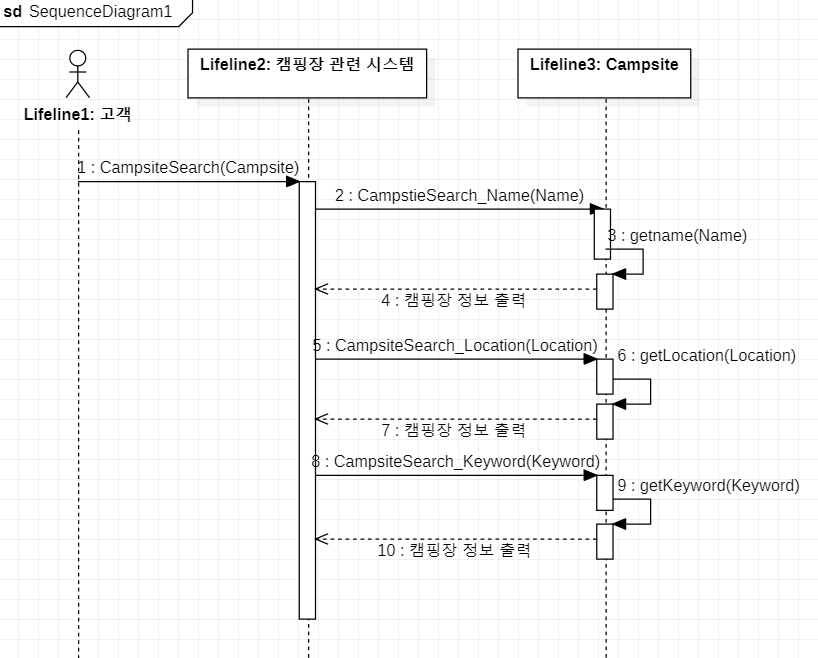 sd SequenceDiagram1
Lifeline1: 고객
Lifeline2: 캠핑장 관련 시스템
Lifeline3: Campsite
1 : CampsiteSearch(Campsite)
2 : CampstieSearch_Name(Name)
3 : getname(Name)
4 : 캠핑장 정보 출력
5 : CampsiteSearch_Location(Location)
6 : getLocation(Location)
7 : 캠핑장 정보 출력
8 : CampsiteSearch_Keyword(Keyword)
9 : getKeyword(Keyword)
10 : 캠핑장 정보 출력